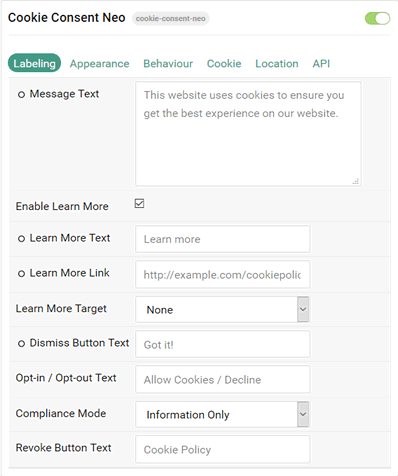 Cookie Consent Neo cookie-consent-neo
Labeling Appearance Behaviour Cookie Location API
Message Text
This website uses cookies to ensure you
get the best experience on our website.
Enable Learn More
Learn More Text Learn more
Learn More Link http://example.com/cookiepolic
Learn More Target None
Dismiss Button Text Got it!
Opt-in / Opt-out Text Allow Cookies / Decline
Compliance Mode Information Only
Revoke Button Text Cookie Policy